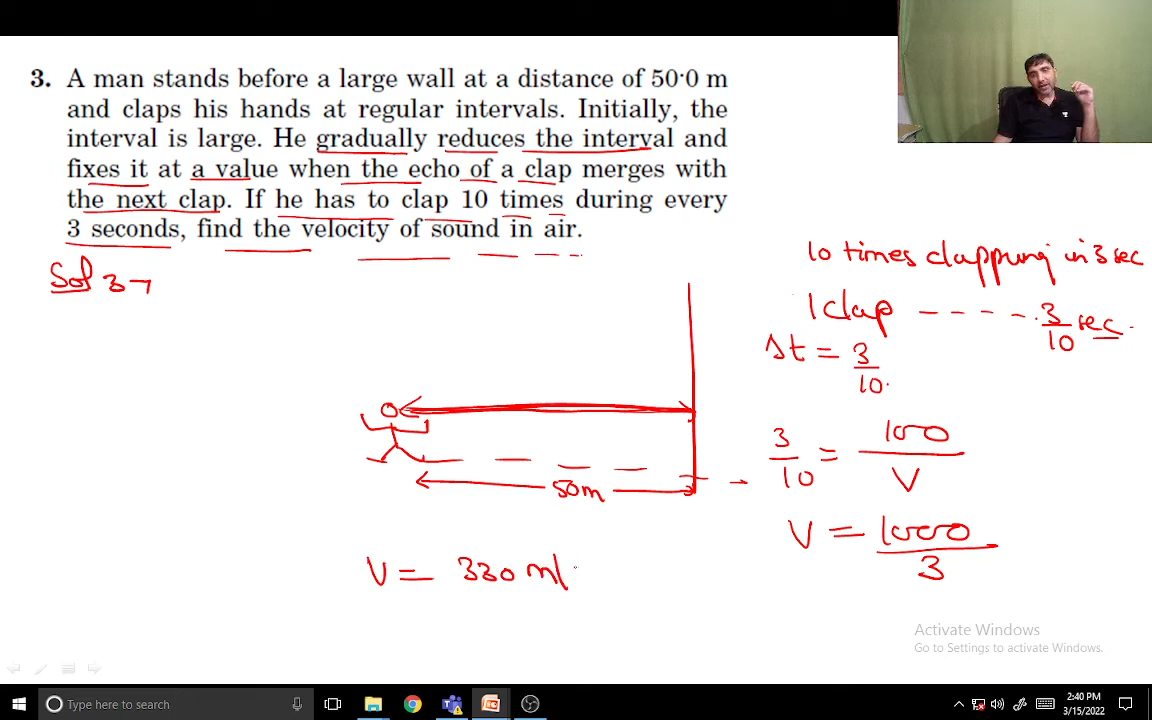 3. A man stands before a large wall at a distance of 50·0 m
and claps his hands at regular intervals. Initially, the
interval is large. He gradually reduces the interval and
fixes it at a value when the echo of a clap merges with
the next clap. If he has to clap 10 times during every
3 seconds, find the velocity of sound in air.
Sol 3→
10 times clapping in 3 sec
1 clap ----- 3/10 sec.
Δt = 3/10.
3/10 = 100/V
50m
V = 1000/3
V = 330 m/
Activate Windows
Go to Settings to activate Windows.
Type here to search
2:40 PM
3/15/2022